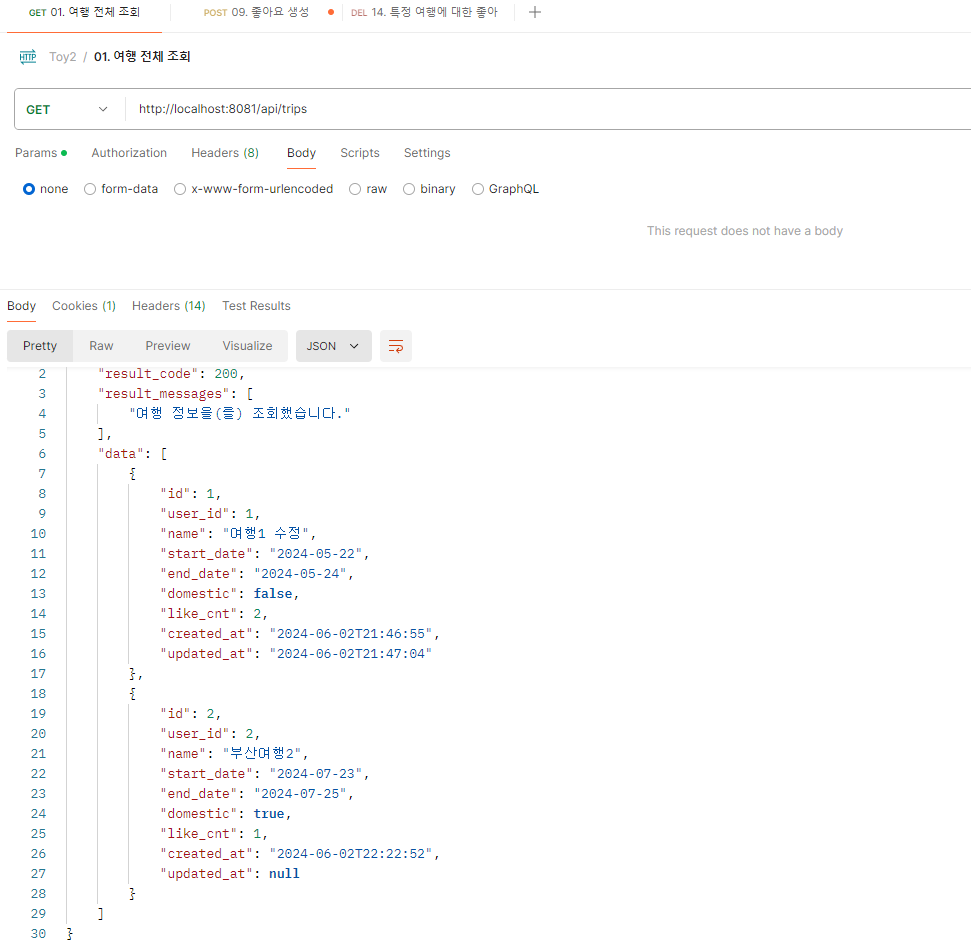 GET 01. 여행 전체 조회 POST 09. 좋아요 생성 DEL 14. 특정 여행에 대한 좋아
Toy2 / 01. 여행 전체 조회
HTTP
GET http://localhost:8081/api/trips
Params Authorization Headers (8) Body Scripts Settings
none form-data x-www-form-urlencoded raw binary GraphQL
This request does not have a body
Body Cookies (1) Headers (14) Test Results
Pretty Raw Preview Visualize JSON
2 "result_code": 200,
3 "result_messages": [
4 "여행 정보을(를) 조회했습니다."
5 ],
6 "data": [
7 {
8 "id": 1,
9 "user_id": 1,
10 "name": "여행1 수정",
11 "start_date": "2024-05-22",
12 "end_date": "2024-05-24",
13 "domestic": false,
14 "like_cnt": 2,
15 "created_at": "2024-06-02T21:46:55",
16 "updated_at": "2024-06-02T21:47:04"
17 },
18 {
19 "id": 2,
20 "user_id": 2,
21 "name": "부산여행2",
22 "start_date": "2024-07-23",
23 "end_date": "2024-07-25",
24 "domestic": true,
25 "like_cnt": 1,
26 "created_at": "2024-06-02T22:22:52",
27 "updated_at": null
28 }
29 ]
30 }